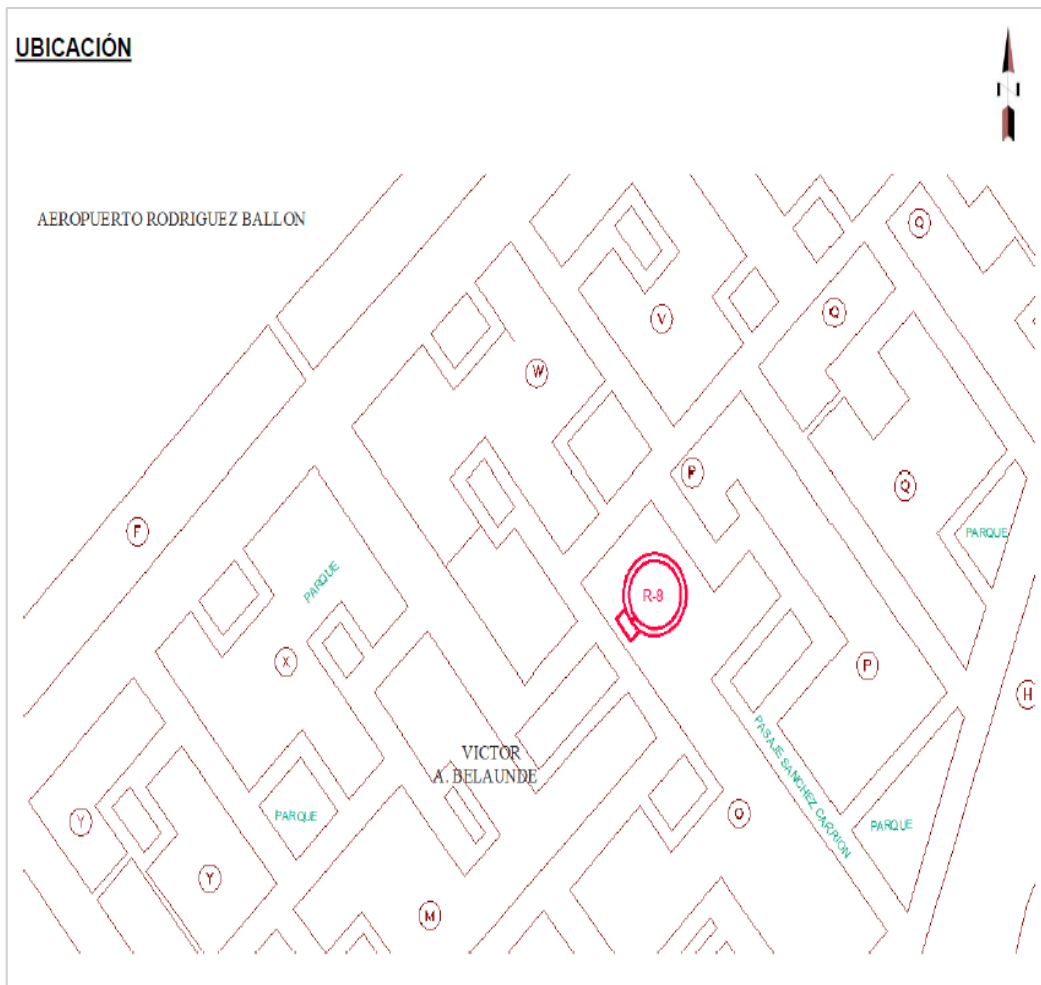 UBICACIÓN
N
AEROPUERTO RODRIGUEZ BALLON
Q
V
Q
W
P
Q
F
PARQUE
PARQUE
R-8
X
P
H
VICTOR
A. BELAUNDE
PASAJE SANCHEZ CARRION
PARQUE
O
Y
PARQUE
Y
M